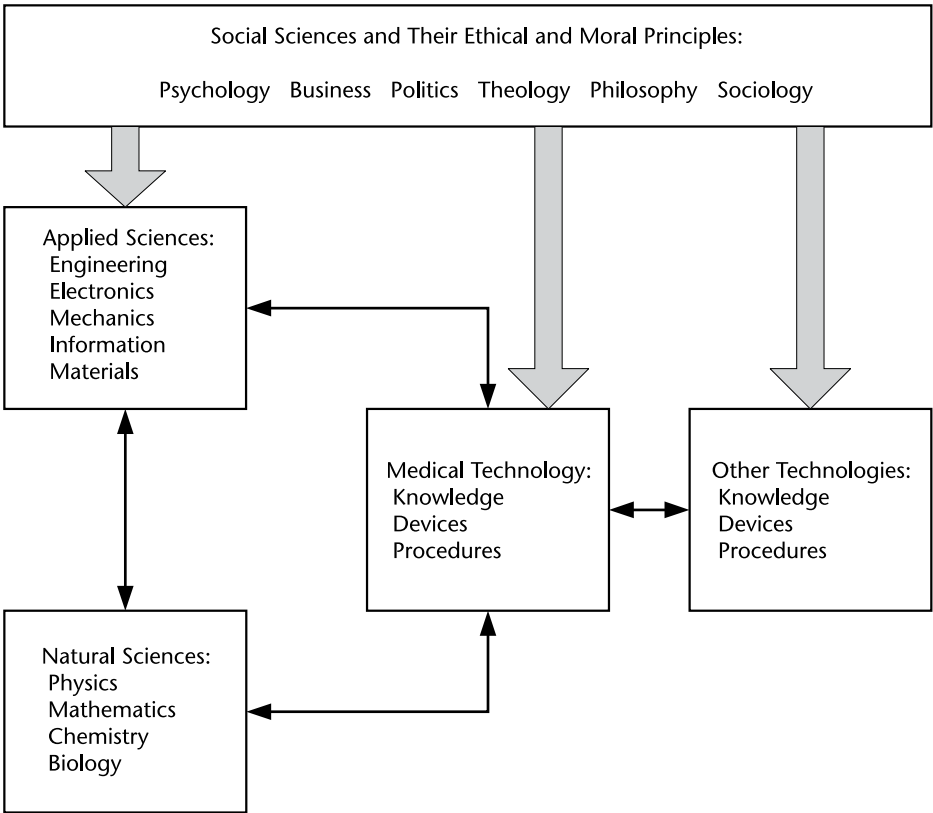 Social Sciences and Their Ethical and Moral Principles:
Psychology Business Politics Theology Philosophy Sociology
Applied Sciences:
Engineering
Electronics
Mechanics
Information
Materials
Medical Technology:
Knowledge
Devices
Procedures
Other Technologies:
Knowledge
Devices
Procedures
Natural Sciences:
Physics
Mathematics
Chemistry
Biology